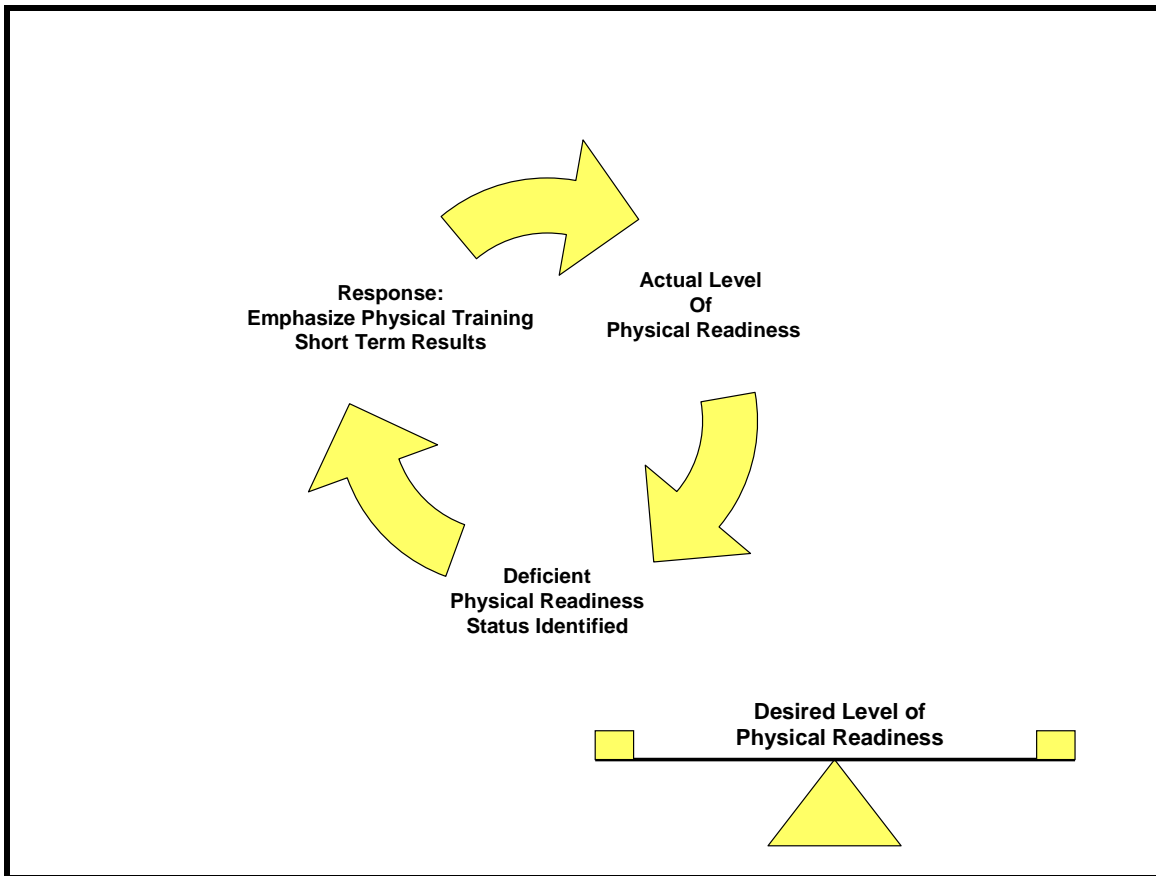 Response:
Emphasize Physical Training
Short Term Results
Actual Level
Of
Physical Readiness
Deficient
Physical Readiness
Status Identified
Desired Level of
Physical Readiness